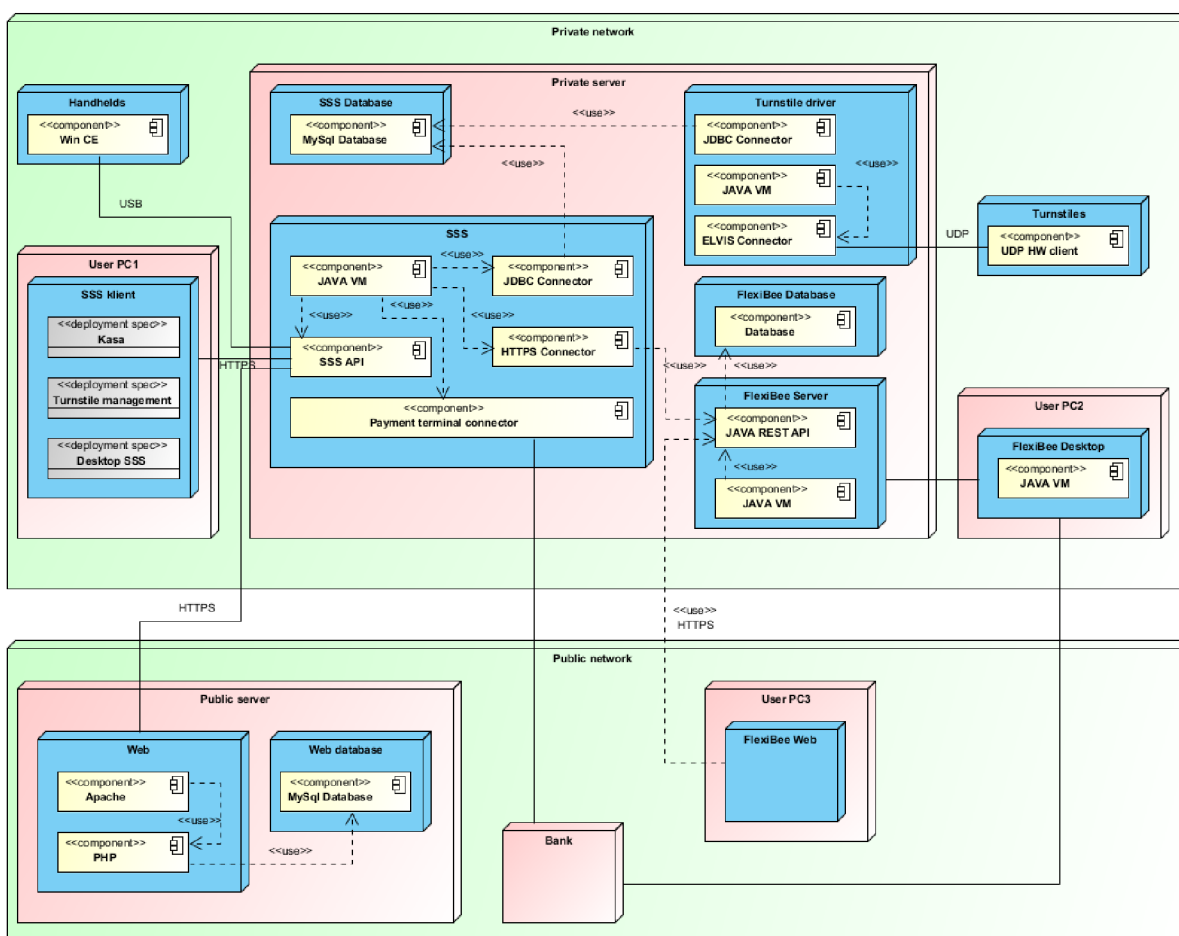 Private network
Private server
Handhelds
<<component>>
Win CE
SSS Database
<<component>>
MySql Database
<<use>>
Turnstile driver
<<component>>
JDBC Connector
<<component>>
JAVA VM
<<use>>
<<component>>
ELVIS Connector
<<use>>
USB
UDP
Turnstiles
<<component>>
UDP HW client
User PC1
SSS klient
<<deployment spec>>
Kasa
<<deployment spec>>
Turnstile management
<<deployment spec>>
Desktop SSS
HTTPS
SSS
<<component>>
JAVA VM
<<use>>
<<component>>
JDBC Connector
<<use>>
<<use>>
<<use>>
<<component>>
SSS API
<<component>>
HTTPS Connector
<<component>>
Payment terminal connector
FlexiBee Database
<<component>>
Database
<<use>>
<<use>>
FlexiBee Server
<<component>>
JAVA REST API
<<use>>
<<component>>
JAVA VM
User PC2
FlexiBee Desktop
<<component>>
JAVA VM
HTTPS
<<use>>
HTTPS
Public network
Public server
Web
<<component>>
Apache
<<use>>
<<component>>
PHP
<<use>>
Web database
<<component>>
MySql Database
Bank
User PC3
FlexiBee Web